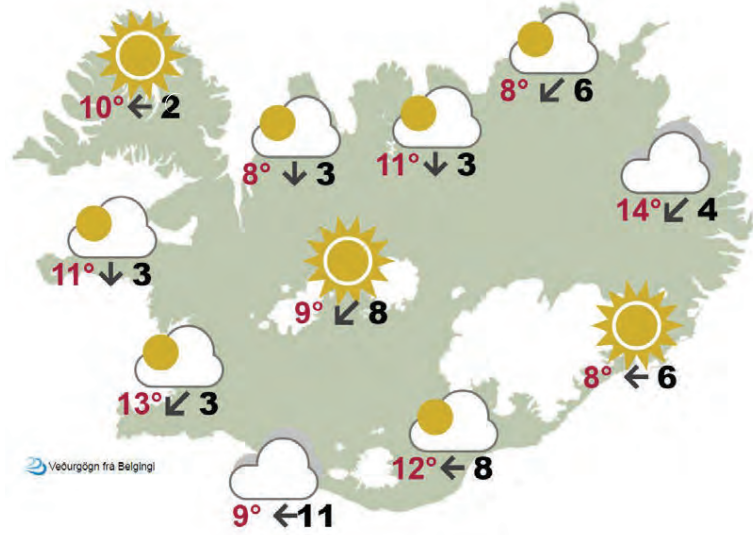 10° ← 2
8° ↙ 6
8° ↓ 3
11° ↓ 3
14° ↙ 4
11° ↓ 3
9° ↙ 8
13° ↙ 3
8° ← 6
12° ← 8
Veðurgögn frá Belgingi
9° ← 11